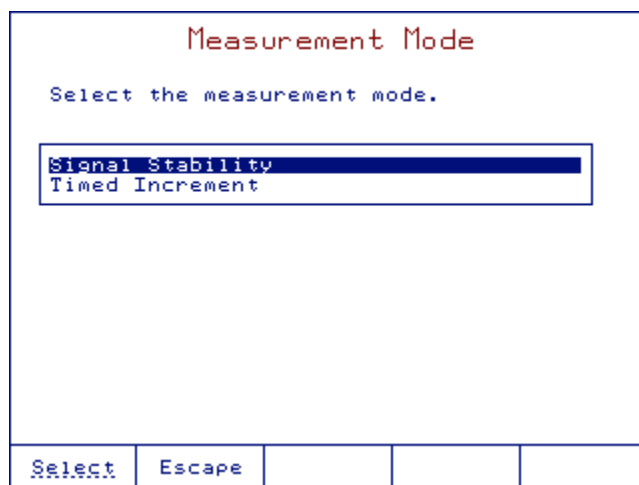 Measurement Mode
Select the measurement mode.
Signal Stability
Timed Increment
Select Escape